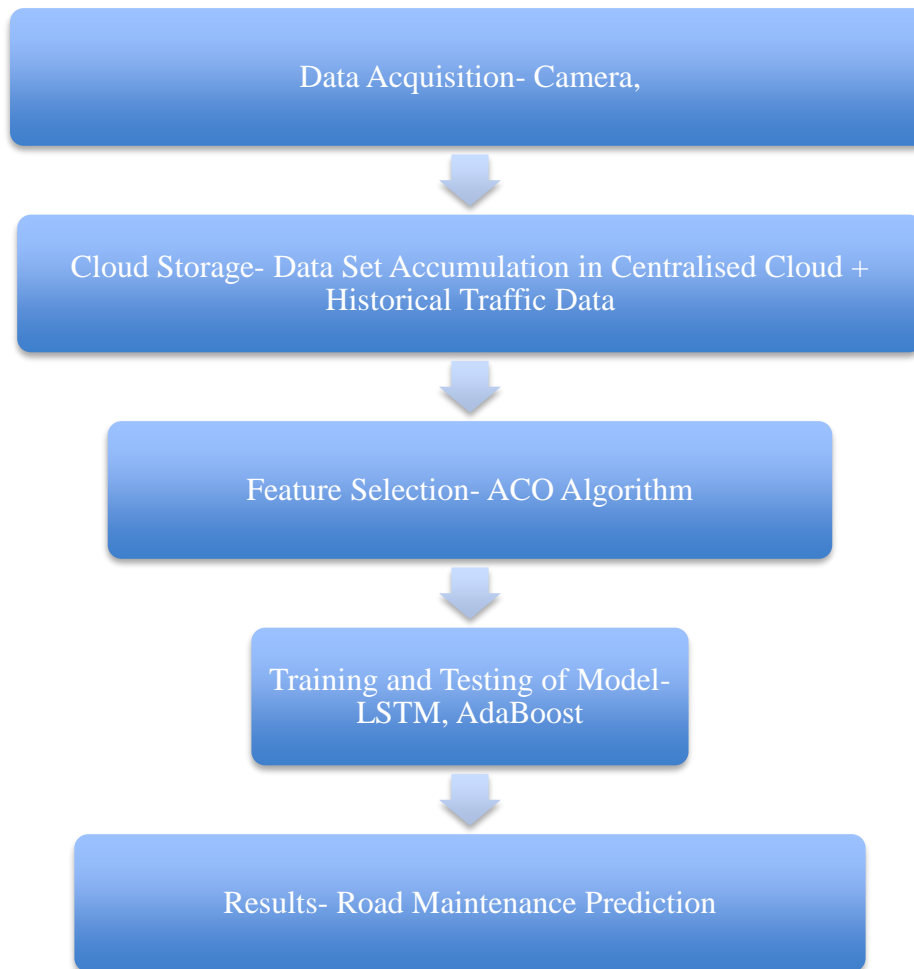 Data Acquisition- Camera,
Cloud Storage- Data Set Accumulation in Centralised Cloud +
Historical Traffic Data
Feature Selection- ACO Algorithm
Training and Testing of Model-
LSTM, AdaBoost
Results- Road Maintenance Prediction